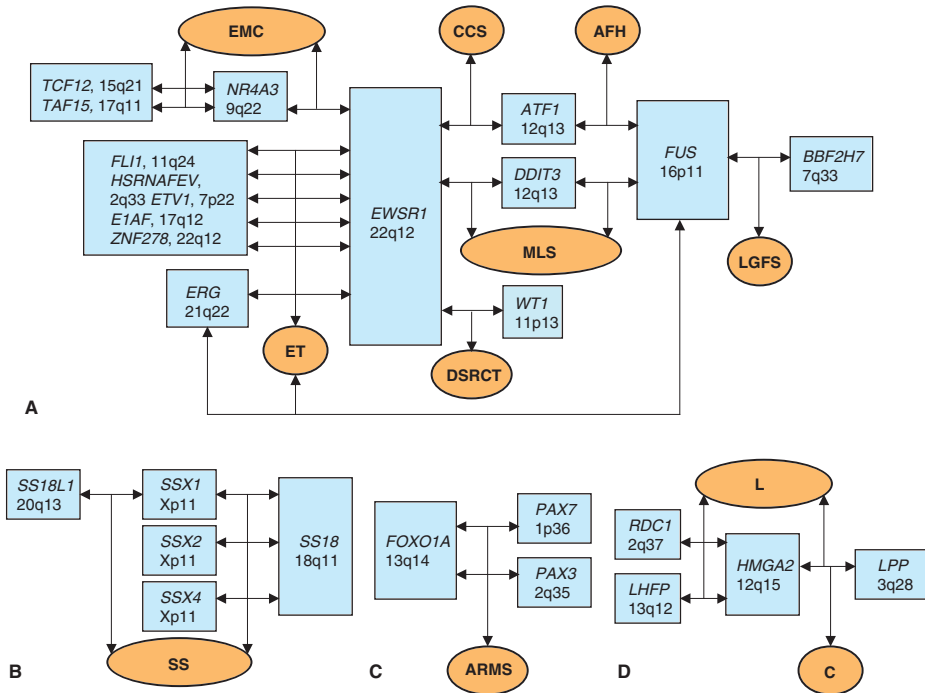 EMC
CCS
AFH
TCF12, 15q21
TAF15, 17q11
NR4A3
9q22
ATF1
12q13
FUS
16p11
BBF2H7
7q33
FLI1, 11q24
HSRNAFEV,
2q33 ETV1, 7p22
E1AF, 17q12
ZNF278, 22q12
EWSR1
22q12
DDIT3
12q13
MLS
LGFS
ERG
21q22
WT1
11p13
ET
DSRCT
A
SS18L1
20q13
SSX1
Xp11
SSX2
Xp11
SSX4
Xp11
SS18
18q11
SS
B
FOXO1A
13q14
PAX7
1p36
PAX3
2q35
ARMS
C
L
RDC1
2q37
LHFP
13q12
HMGA2
12q15
LPP
3q28
C
D